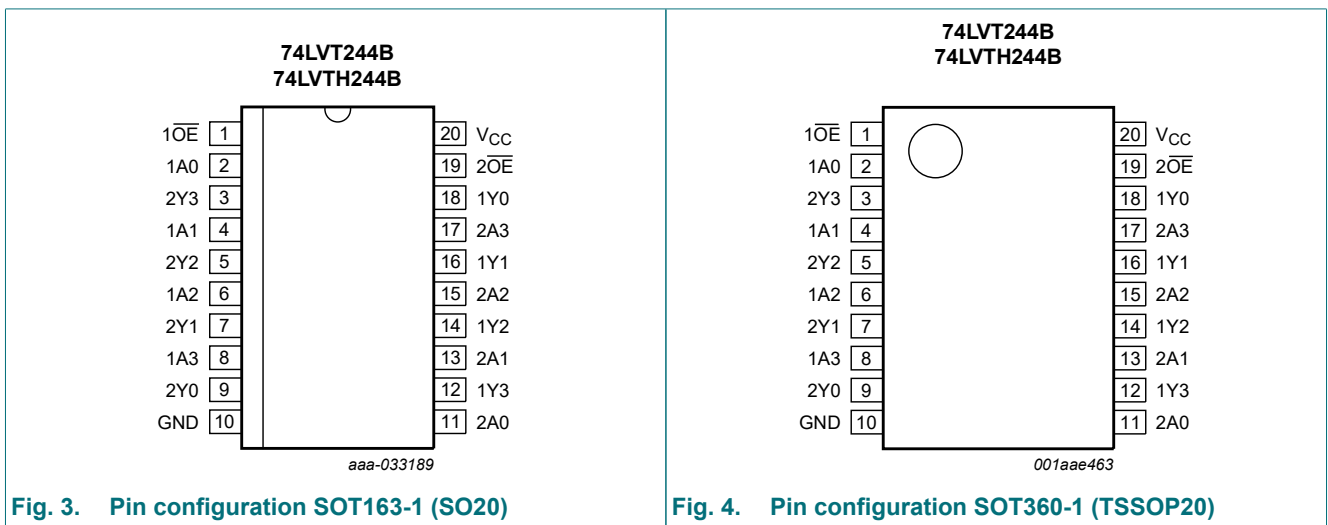 74LVT244B
74LVTH244B
1O̅E̅ 1
20 VCC
1A0 2
19 2O̅E̅
2Y3 3
18 1Y0
1A1 4
17 2A3
2Y2 5
16 1Y1
1A2 6
15 2A2
2Y1 7
14 1Y2
1A3 8
13 2A1
2Y0 9
12 1Y3
GND 10
11 2A0
aaa-033189
Fig. 3. Pin configuration SOT163-1 (SO20)
74LVT244B
74LVTH244B
1O̅E̅ 1
20 VCC
1A0 2
19 2O̅E̅
2Y3 3
18 1Y0
1A1 4
17 2A3
2Y2 5
16 1Y1
1A2 6
15 2A2
2Y1 7
14 1Y2
1A3 8
13 2A1
2Y0 9
12 1Y3
GND 10
11 2A0
001aae463
Fig. 4. Pin configuration SOT360-1 (TSSOP20)